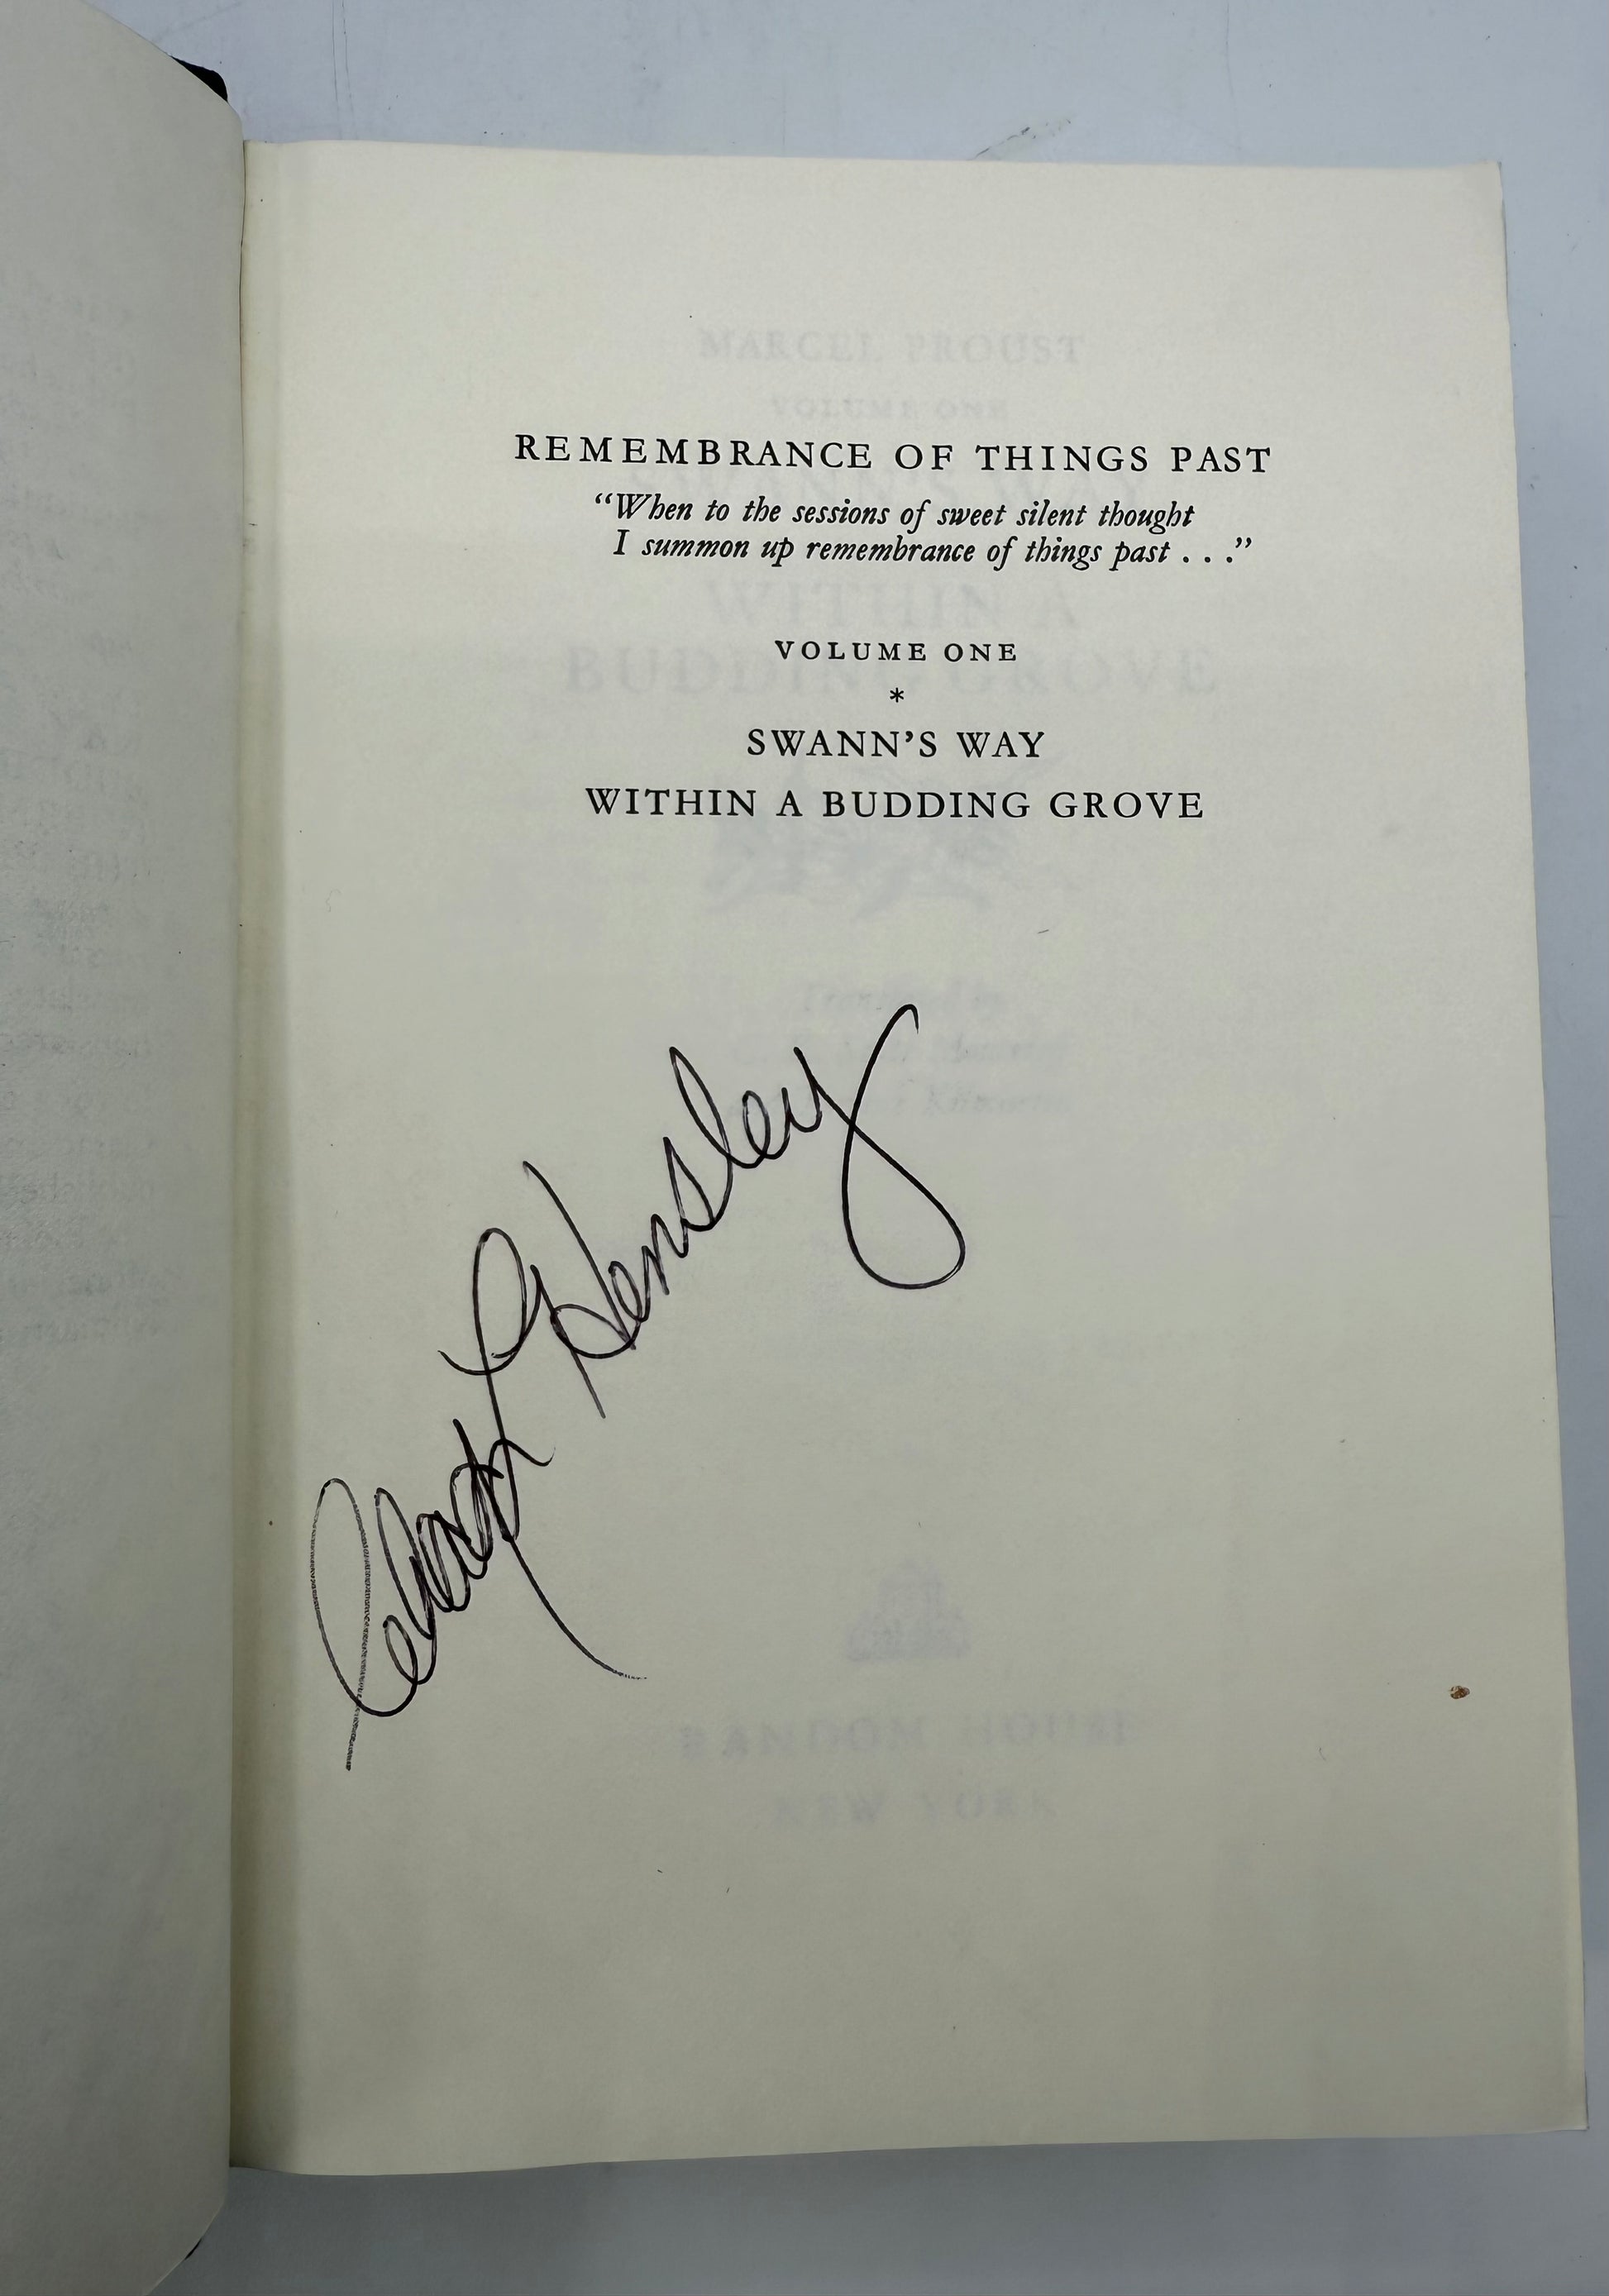 REMEMBRANCE OF THINGS PAST
“When to the sessions of sweet silent thought
I summon up remembrance of things past . . .”
VOLUME ONE
*
SWANN’S WAY
WITHIN A BUDDING GROVE
Hensley